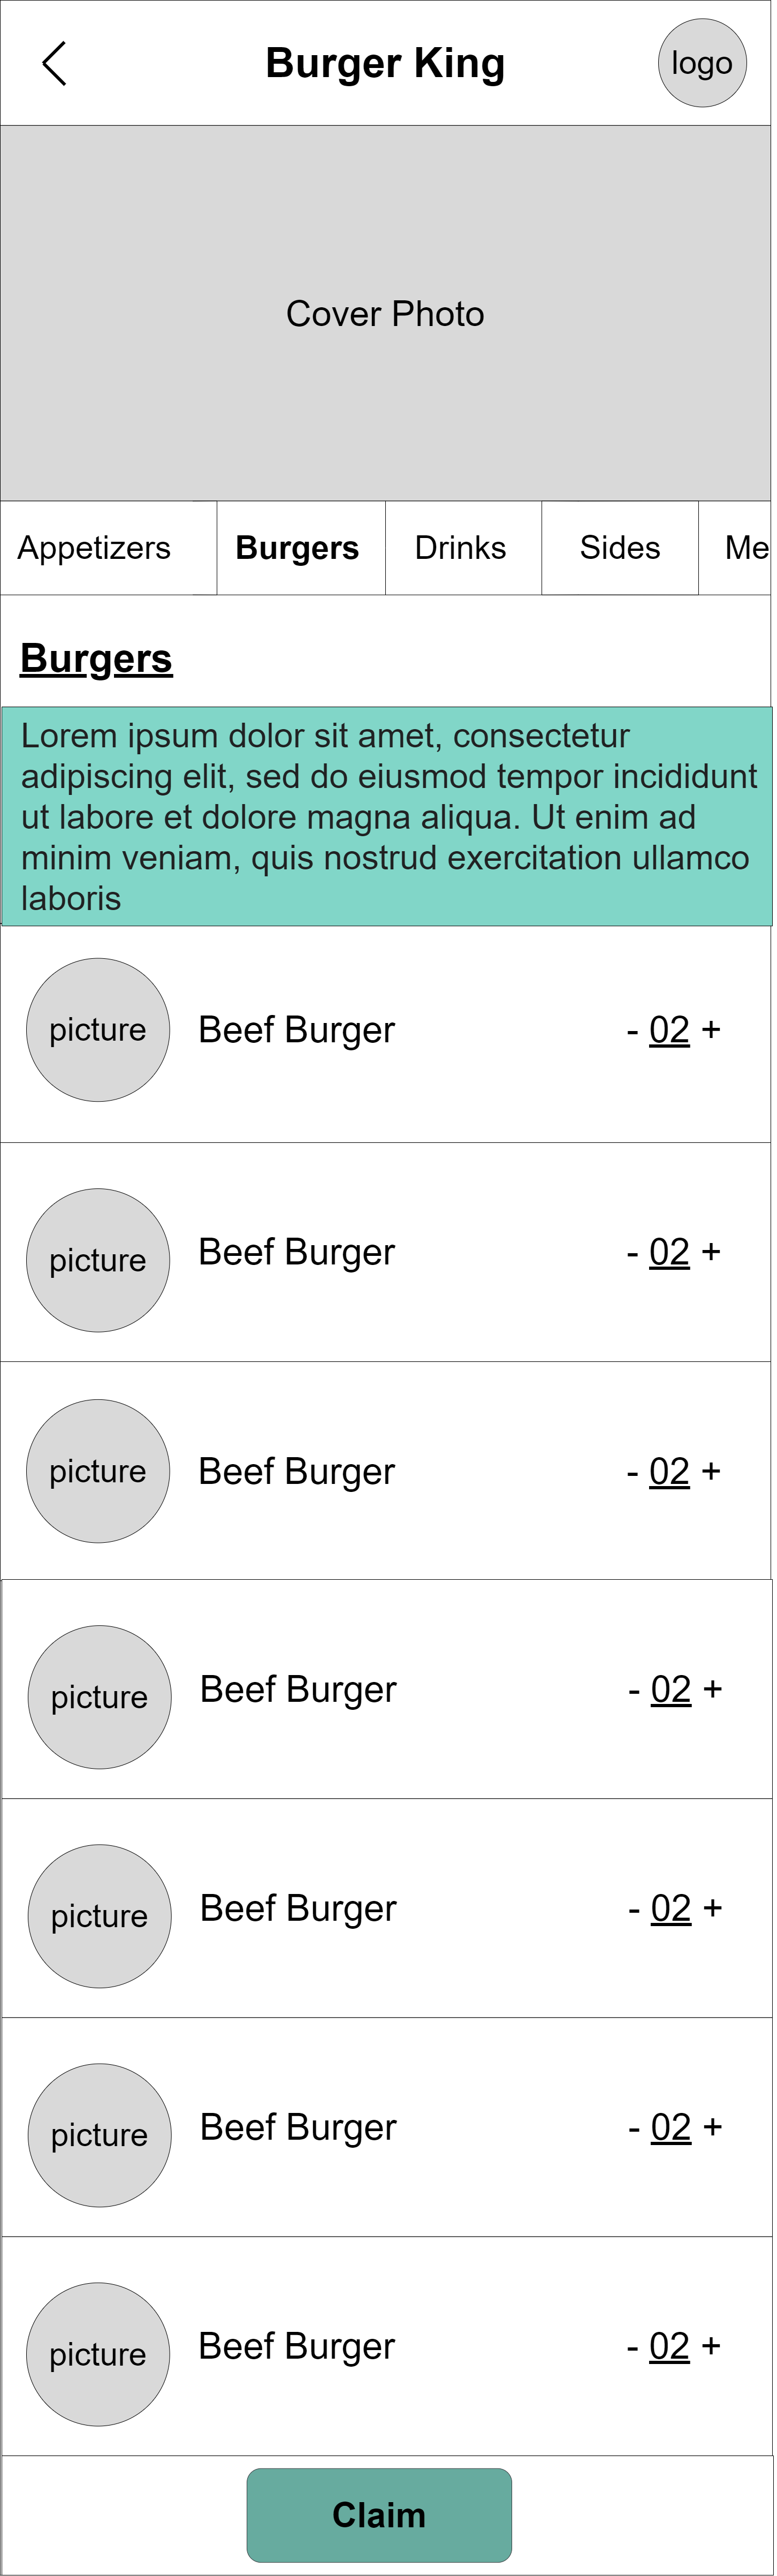 Burger King
logo
Cover Photo
Appetizers
Burgers
Drinks
Sides
Me
Burgers
Lorem ipsum dolor sit amet, consectetur
adipiscing elit, sed do eiusmod tempor incididunt
ut labore et dolore magna aliqua. Ut enim ad
minim veniam, quis nostrud exercitation ullamco
laboris
picture Beef Burger - 02 +
picture Beef Burger - 02 +
picture Beef Burger - 02 +
picture Beef Burger - 02 +
picture Beef Burger - 02 +
picture Beef Burger - 02 +
picture Beef Burger - 02 +
Claim